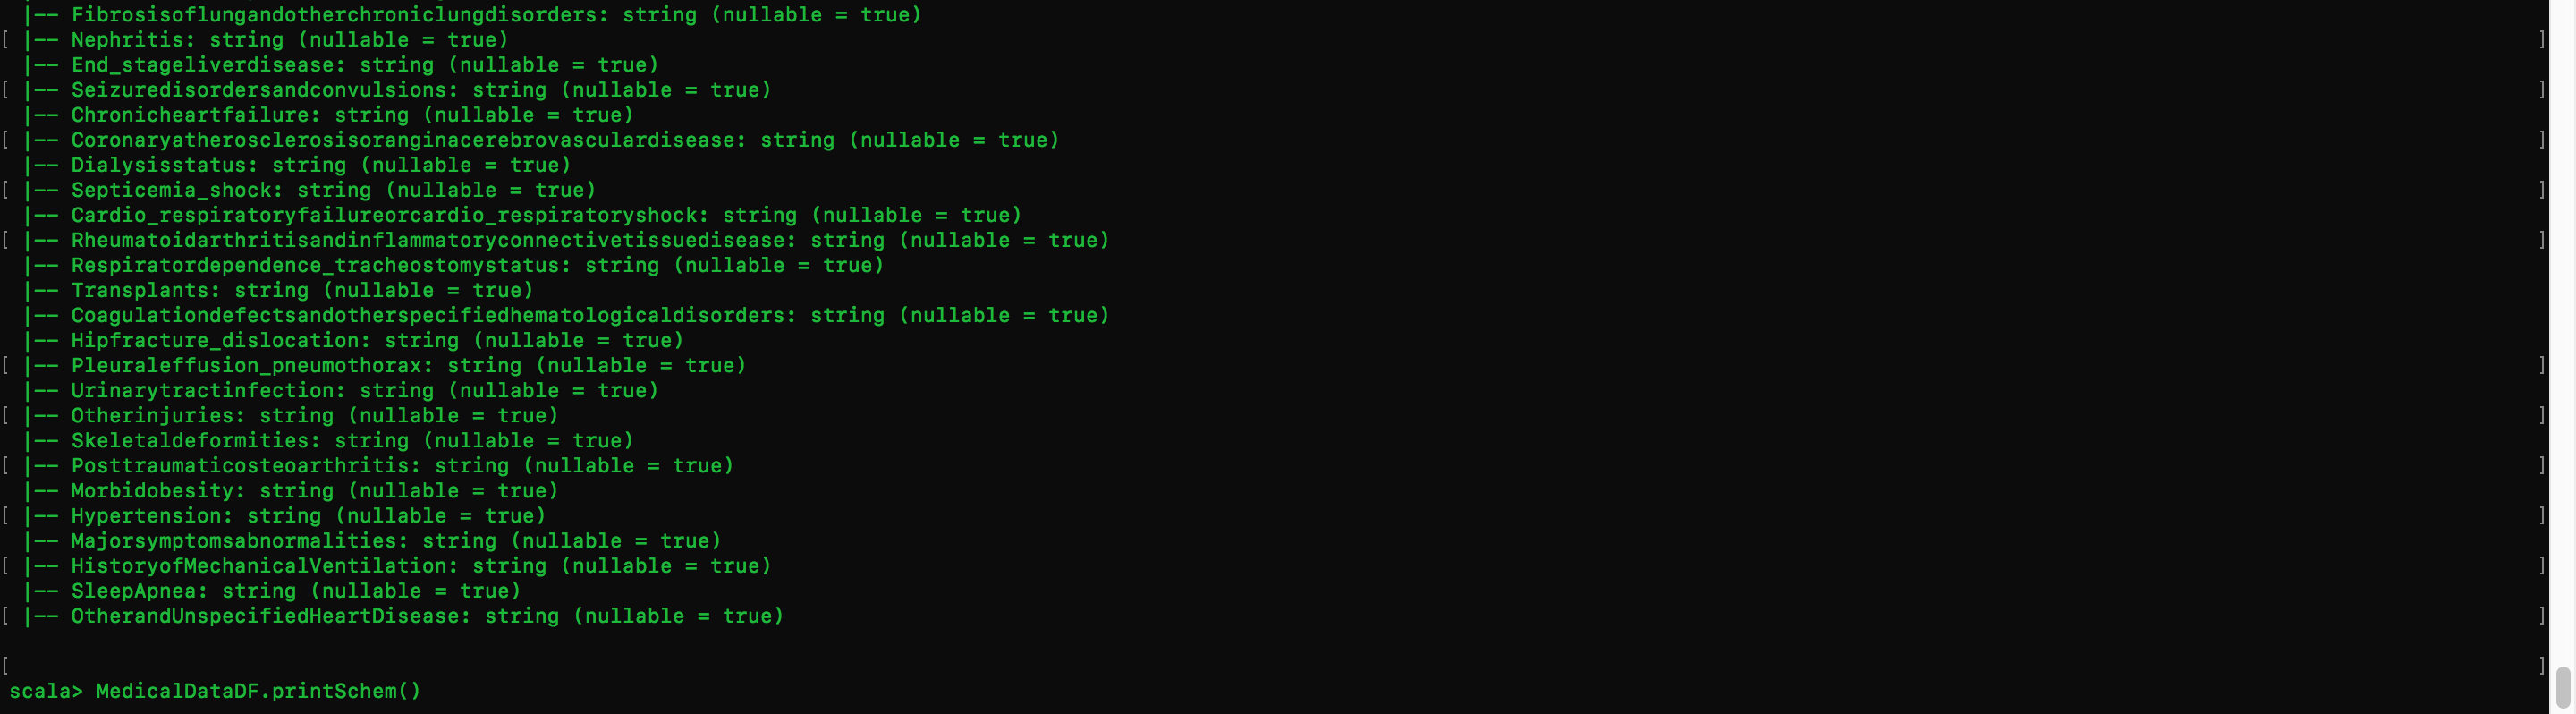 |-- Fibrosisoflungandotherchroniclungdisorders: string (nullable = true)
[ |-- Nephritis: string (nullable = true) ]
|-- End_stageliverdisease: string (nullable = true)
[ |-- Seizuredisordersandconvulsions: string (nullable = true) ]
|-- Chronicheartfailure: string (nullable = true)
[ |-- Coronaryatherosclerosisoranginacerebrovasculardisease: string (nullable = true) ]
|-- Dialysisstatus: string (nullable = true)
[ |-- Septicemia_shock: string (nullable = true) ]
|-- Cardio_respiratoryfailureorcardio_respiratoryshock: string (nullable = true)
[ |-- Rheumatoidarthritisandinflammatoryconnectivetissuedisease: string (nullable = true) ]
|-- Respiratordependence_tracheostomystatus: string (nullable = true)
|-- Transplants: string (nullable = true)
|-- Coagulationdefectsandotherspecifiedhematologicaldisorders: string (nullable = true)
|-- Hipfracture_dislocation: string (nullable = true)
[ |-- Pleuraleffusion_pneumothorax: string (nullable = true) ]
|-- Urinarytractinfection: string (nullable = true)
[ |-- Otherinjuries: string (nullable = true) ]
|-- Skeletaldeformities: string (nullable = true)
[ |-- Posttraumaticosteoarthritis: string (nullable = true) ]
|-- Morbidobesity: string (nullable = true)
[ |-- Hypertension: string (nullable = true) ]
|-- Majorsymptomsabnormalities: string (nullable = true)
[ |-- HistoryofMechanicalVentilation: string (nullable = true) ]
|-- SleepApnea: string (nullable = true)
[ |-- OtherandUnspecifiedHeartDisease: string (nullable = true) ]
[ ]
scala> MedicalDataDF.printSchem()